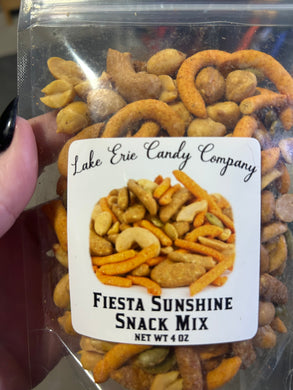 Lake Erie Candy Company
Fiesta Sunshine
Snack Mix
Net wt 4 oz